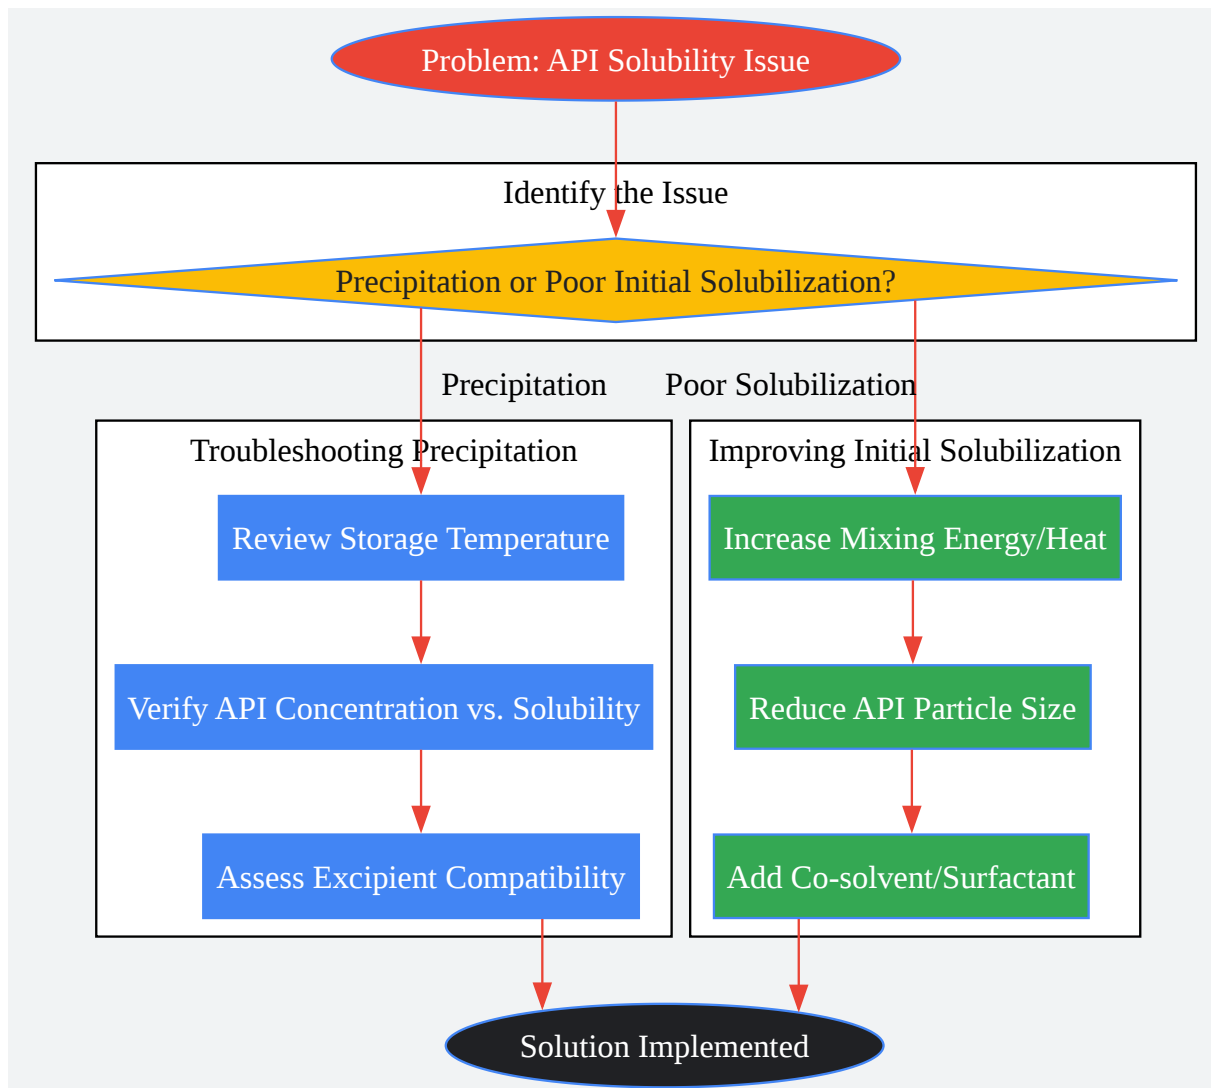 Problem: API Solubility Issue
Identify the Issue
Precipitation or Poor Initial Solubilization?
Precipitation
Poor Solubilization
Troubleshooting Precipitation
Review Storage Temperature
Verify API Concentration vs. Solubility
Assess Excipient Compatibility
Improving Initial Solubilization
Increase Mixing Energy/Heat
Reduce API Particle Size
Add Co-solvent/Surfactant
Solution Implemented